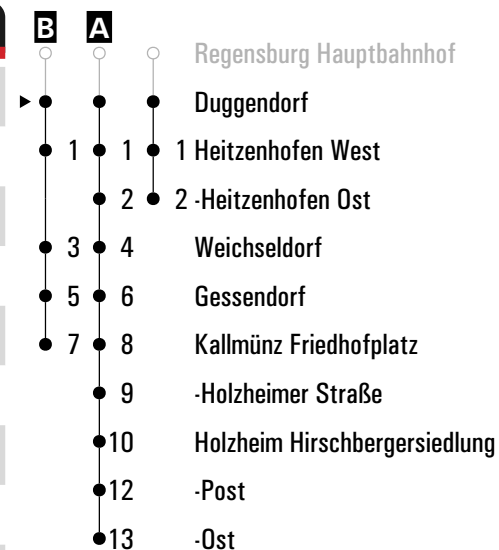 B A
Regensburg Hauptbahnhof
Duggendorf
1 1 1 Heitzenhofen West
2 2 -Heitzenhofen Ost
3 4 Weichseldorf
5 6 Gessendorf
7 8 Kallmünz Friedhofplatz
9 -Holzheimer Straße
10 Holzheim Hirschbergersiedlung
12 -Post
13 -Ost